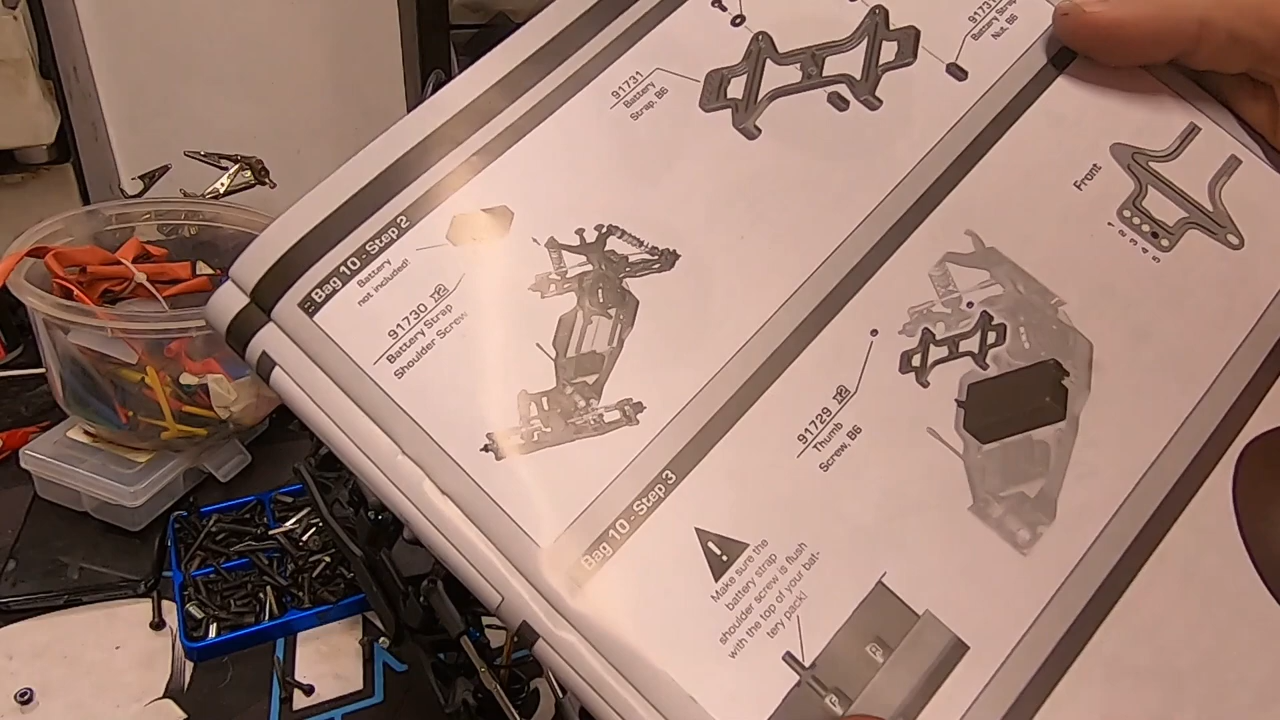 91731
Battery
Strap, B6
Battery Strap
Nut, B6
:: Bag 10 - Step 2
Battery
not included!
91730 x2
Battery Strap
Shoulder Screw
Front
1
2
3
4
5
91729 x2
Thumb
Screw, B6
Bag 10 - Step 3
!
Make sure the
battery strap
shoulder screw is flush
with the top of your bat-
tery pack!